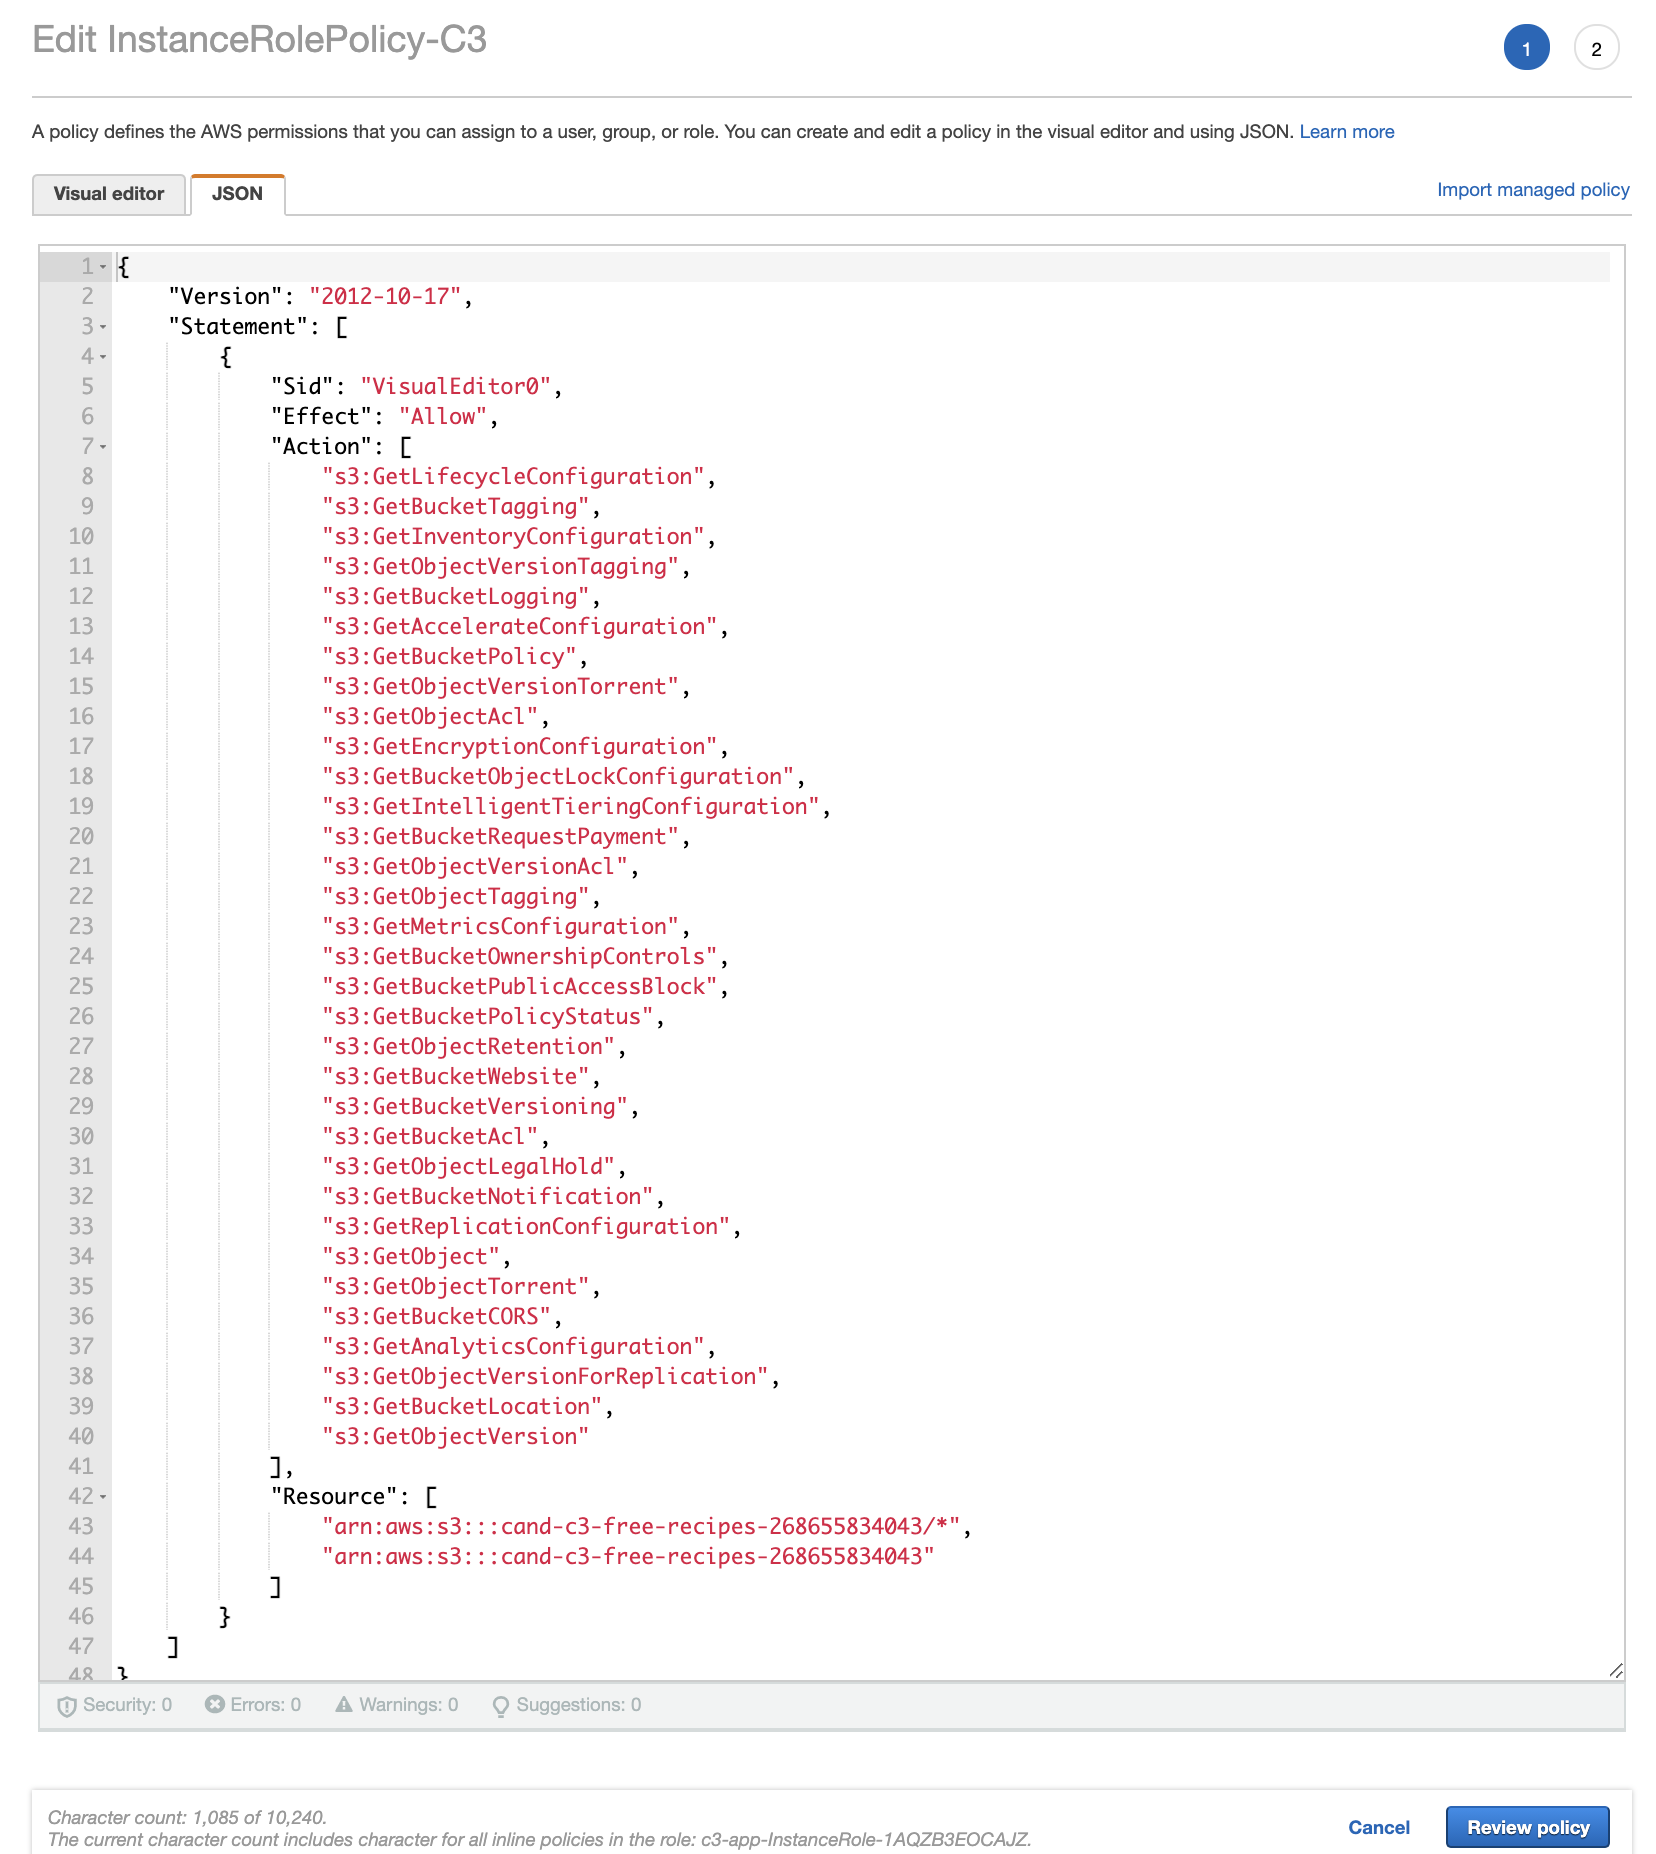 Edit InstanceRolePolicy-C3
1
2
A policy defines the AWS permissions that you can assign to a user, group, or role. You can create and edit a policy in the visual editor and using JSON. Learn more
Visual editor
JSON
Import managed policy
1 {
2 "Version": "2012-10-17",
3 "Statement": [
4 {
5 "Sid": "VisualEditor0",
6 "Effect": "Allow",
7 "Action": [
8 "s3:GetLifecycleConfiguration",
9 "s3:GetBucketTagging",
10 "s3:GetInventoryConfiguration",
11 "s3:GetObjectVersionTagging",
12 "s3:GetBucketLogging",
13 "s3:GetAccelerateConfiguration",
14 "s3:GetBucketPolicy",
15 "s3:GetObjectVersionTorrent",
16 "s3:GetObjectAcl",
17 "s3:GetEncryptionConfiguration",
18 "s3:GetBucketObjectLockConfiguration",
19 "s3:GetIntelligentTieringConfiguration",
20 "s3:GetBucketRequestPayment",
21 "s3:GetObjectVersionAcl",
22 "s3:GetObjectTagging",
23 "s3:GetMetricsConfiguration",
24 "s3:GetBucketOwnershipControls",
25 "s3:GetBucketPublicAccessBlock",
26 "s3:GetBucketPolicyStatus",
27 "s3:GetObjectRetention",
28 "s3:GetBucketWebsite",
29 "s3:GetBucketVersioning",
30 "s3:GetBucketAcl",
31 "s3:GetObjectLegalHold",
32 "s3:GetBucketNotification",
33 "s3:GetReplicationConfiguration",
34 "s3:GetObject",
35 "s3:GetObjectTorrent",
36 "s3:GetBucketCORS",
37 "s3:GetAnalyticsConfiguration",
38 "s3:GetObjectVersionForReplication",
39 "s3:GetBucketLocation",
40 "s3:GetObjectVersion"
41 ],
42 "Resource": [
43 "arn:aws:s3:::cand-c3-free-recipes-268655834043/*",
44 "arn:aws:s3:::cand-c3-free-recipes-268655834043"
45 ]
46 }
47 ]
48 }
Security: 0 Errors: 0 Warnings: 0 Suggestions: 0
Character count: 1,085 of 10,240.
The current character count includes character for all inline policies in the role: c3-app-InstanceRole-1AQZB3EOCAJZ.
Cancel
Review policy